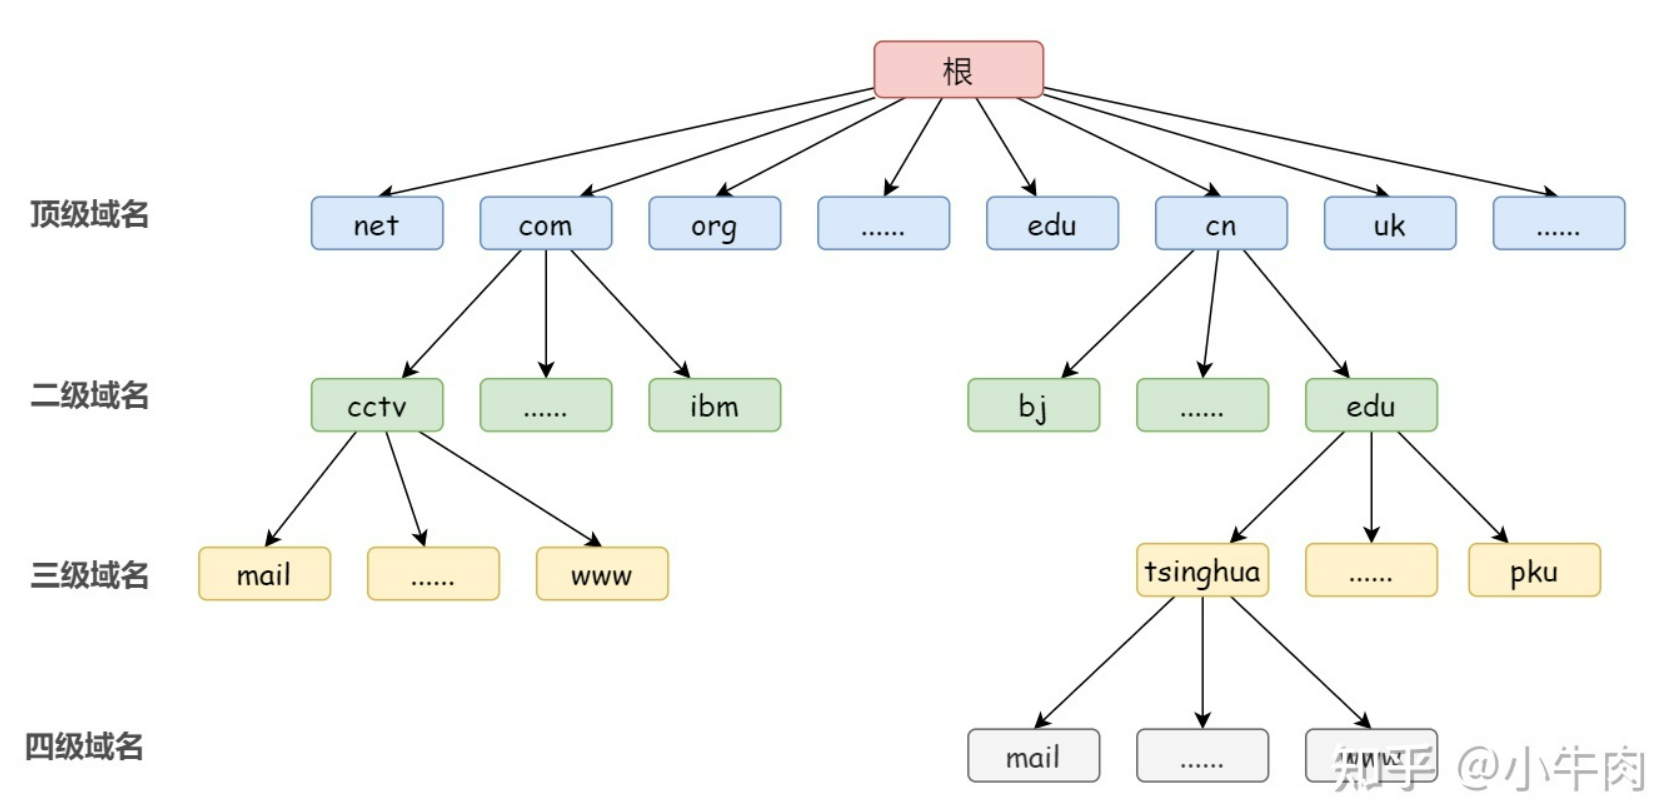 根
顶级域名 net com org ...... edu cn uk ......
二级域名 cctv ...... ibm bj ...... edu
三级域名 mail ...... www tsinghua ...... pku
四级域名 mail ...... www
知乎 @小牛肉